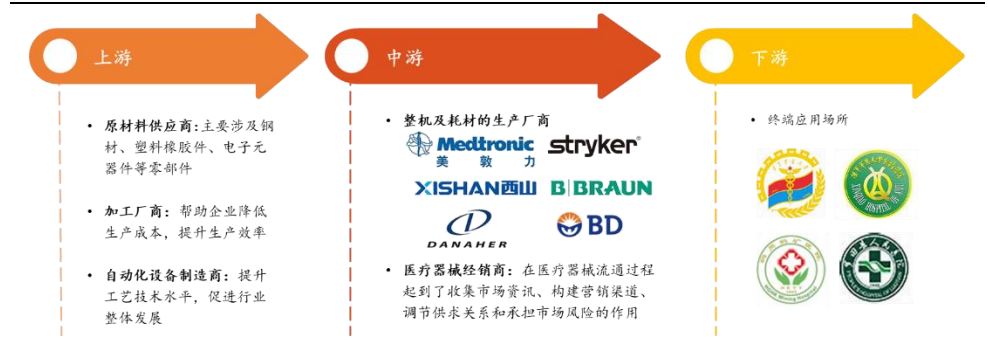 上游
• 原材料供应商:主要涉及钢
材、塑料橡胶件、电子元
器件等零部件
• 加工厂商：帮助企业降低
生产成本，提升生产效率
• 自动化设备制造商：提升
工艺技术水平，促进行业
整体发展
中游
• 整机及耗材的生产厂商
Medtronic stryker®
美敦力
XISHAN西山 B|BRAUN
DANAHER BD
• 医疗器械经销商：在医疗器械流通过程
起到了收集市场资讯、构建营销渠道、
调节供求关系和承担市场风险的作用
下游
• 终端应用场所